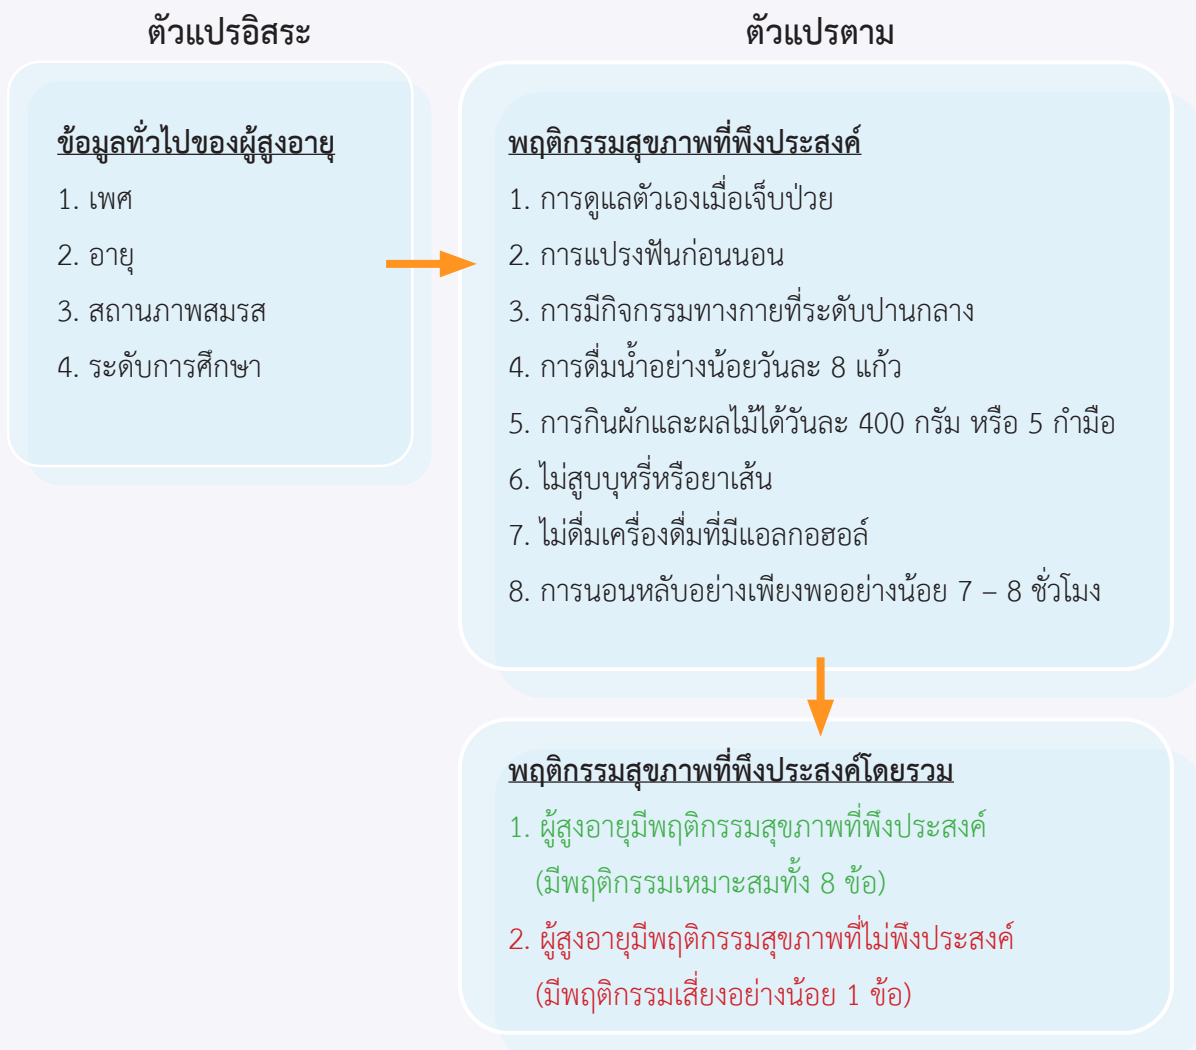 ตัวแปรอิสระ
ข้อมูลทั่วไปของผู้สูงอายุ
1. เพศ
2. อายุ
3. สถานภาพสมรส
4. ระดับการศึกษา
ตัวแปรตาม
พฤติกรรมสุขภาพที่พึงประสงค์
1. การดูแลตัวเองเมื่อเจ็บป่วย
2. การแปรงฟันก่อนนอน
3. การมีกิจกรรมทางกายที่ระดับปานกลาง
4. การดื่มน้ำอย่างน้อยวันละ 8 แก้ว
5. การกินผักและผลไม้ได้วันละ 400 กรัม หรือ 5 กำมือ
6. ไม่สูบบุหรี่หรือยาเส้น
7. ไม่ดื่มเครื่องดื่มที่มีแอลกอฮอล์
8. การนอนหลับอย่างเพียงพออย่างน้อย 7 – 8 ชั่วโมง
พฤติกรรมสุขภาพที่พึงประสงค์โดยรวม
1. ผู้สูงอายุมีพฤติกรรมสุขภาพที่พึงประสงค์
(มีพฤติกรรมเหมาะสมทั้ง 8 ข้อ)
2. ผู้สูงอายุมีพฤติกรรมสุขภาพที่ไม่พึงประสงค์
(มีพฤติกรรมเสี่ยงอย่างน้อย 1 ข้อ)